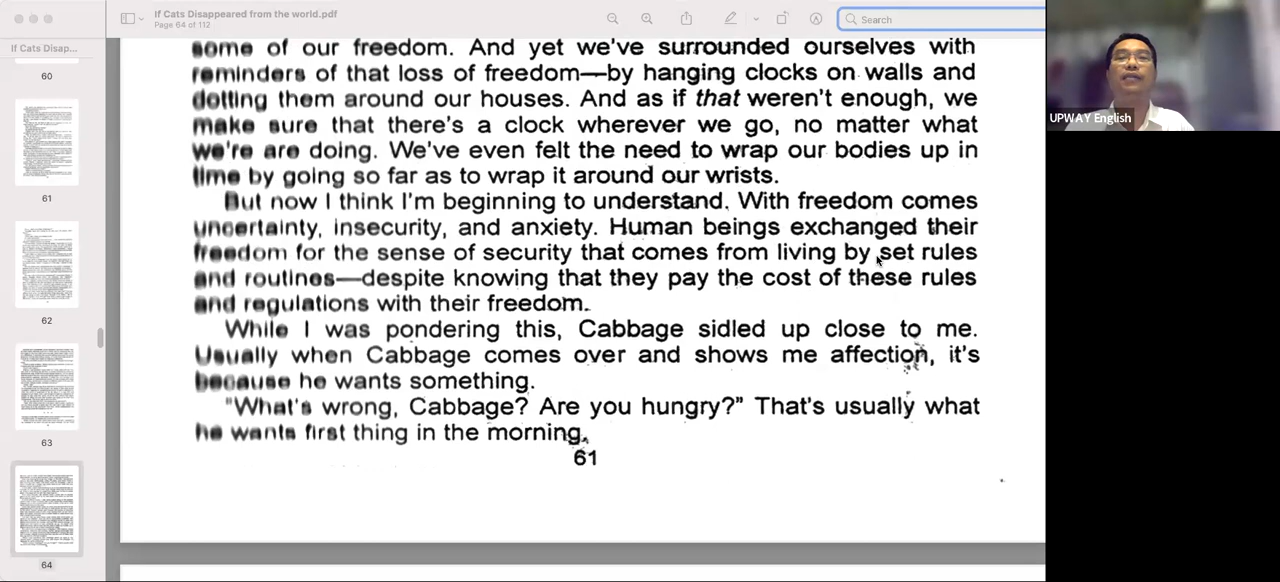 If Cats Disappeared from the world.pdf
Page 64 of 112
Search
If Cats Disap...
60
61
62
63
64
some of our freedom. And yet we've surrounded ourselves with
reminders of that loss of freedom—by hanging clocks on walls and
dotting them around our houses. And as if that weren't enough, we
make sure that there's a clock wherever we go, no matter what
we're are doing. We've even felt the need to wrap our bodies up in
time by going so far as to wrap it around our wrists.
But now I think I'm beginning to understand. With freedom comes
uncertainty, insecurity, and anxiety. Human beings exchanged their
freedom for the sense of security that comes from living by set rules
and routines—despite knowing that they pay the cost of these rules
and regulations with their freedom.
While I was pondering this, Cabbage sidled up close to me.
Usually when Cabbage comes over and shows me affection, it's
because he wants something.
"What's wrong, Cabbage? Are you hungry?" That's usually what
he wants first thing in the morning.
61
UPWAY English